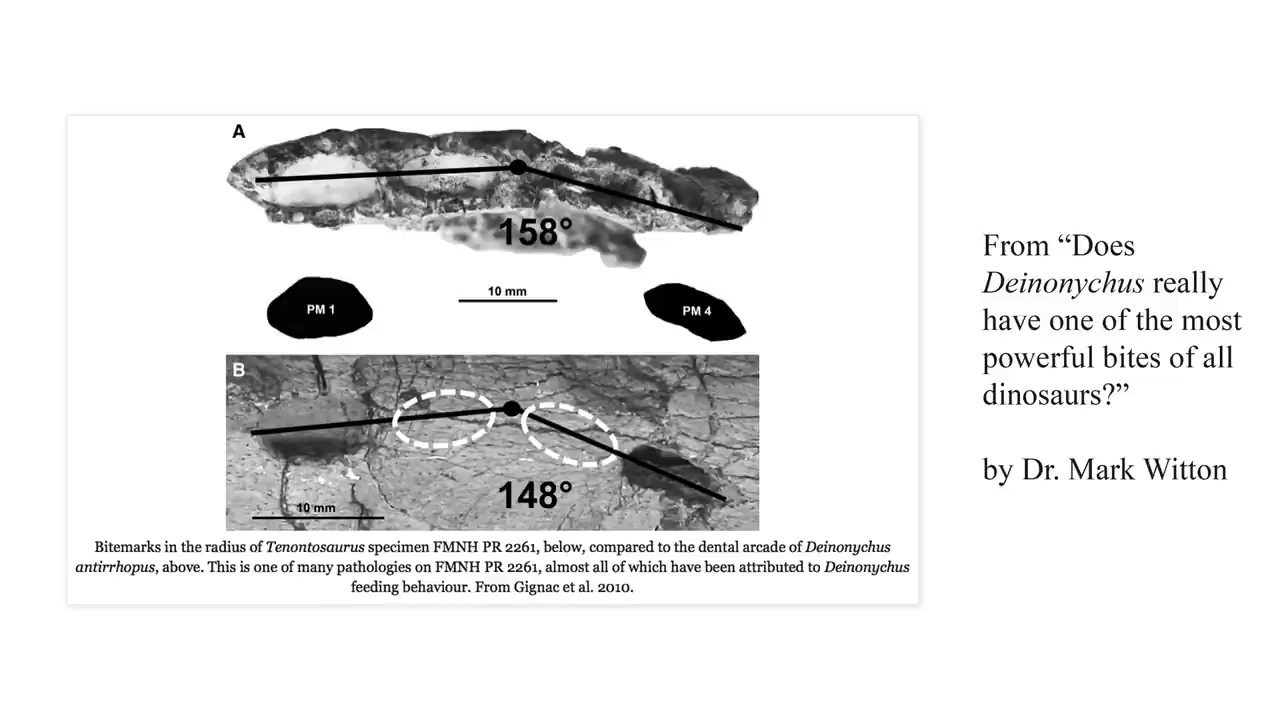 A
158°
PM 1
10 mm
PM 4
B
148°
10 mm
Bitemarks in the radius of Tenontosaurus specimen FMNH PR 2261, below, compared to the dental arcade of Deinonychus
antirrhopus, above. This is one of many pathologies on FMNH PR 2261, almost all of which have been attributed to Deinonychus
feeding behaviour. From Gignac et al. 2010.
From “Does
Deinonychus really
have one of the most
powerful bites of all
dinosaurs?”
by Dr. Mark Witton